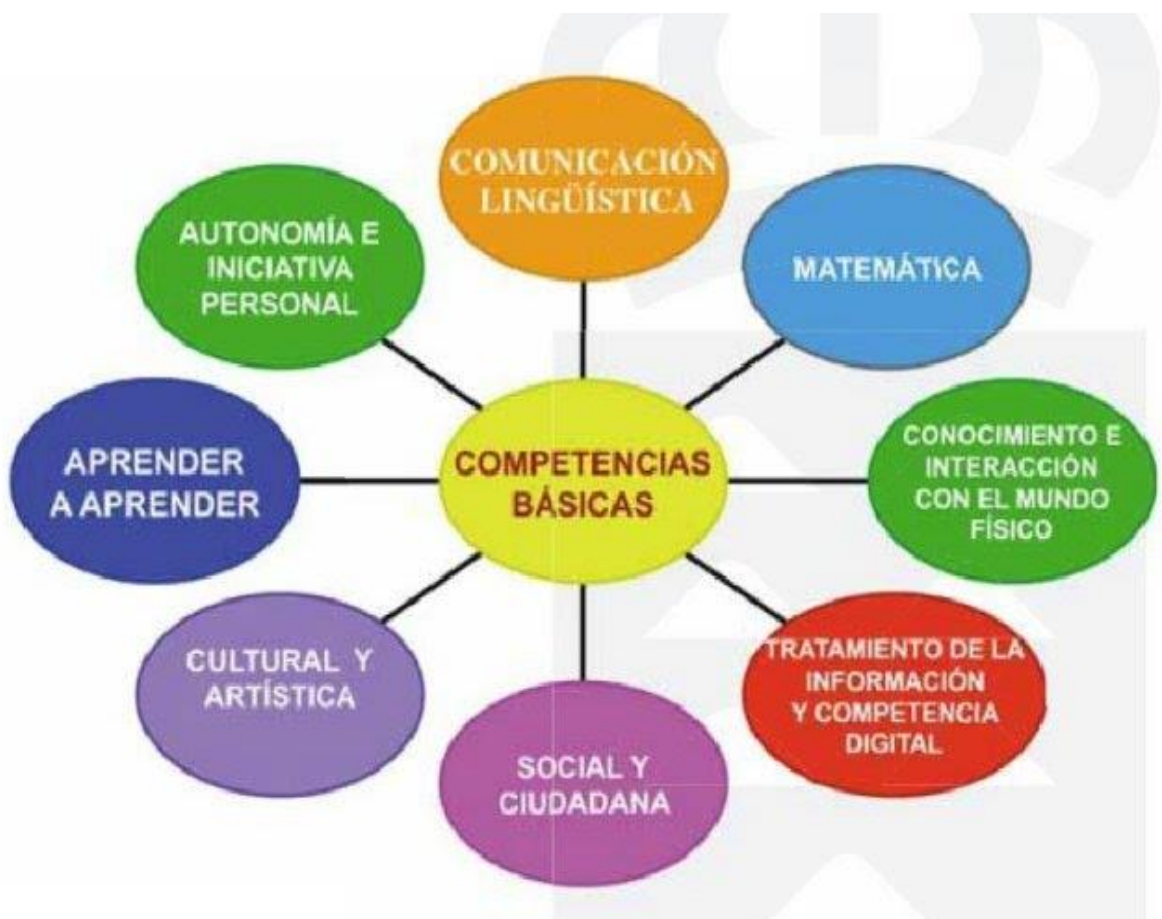 COMUNICACIÓN
LINGÜÍSTICA
MATEMÁTICA
CONOCIMIENTO E
INTERACCIÓN
CON EL MUNDO
FÍSICO
TRATAMIENTO DE LA
INFORMACIÓN
Y COMPETENCIA
DIGITAL
SOCIAL Y
CIUDADANA
CULTURAL Y
ARTÍSTICA
APRENDER
A APRENDER
AUTONOMÍA E
INICIATIVA
PERSONAL
COMPETENCIAS
BÁSICAS